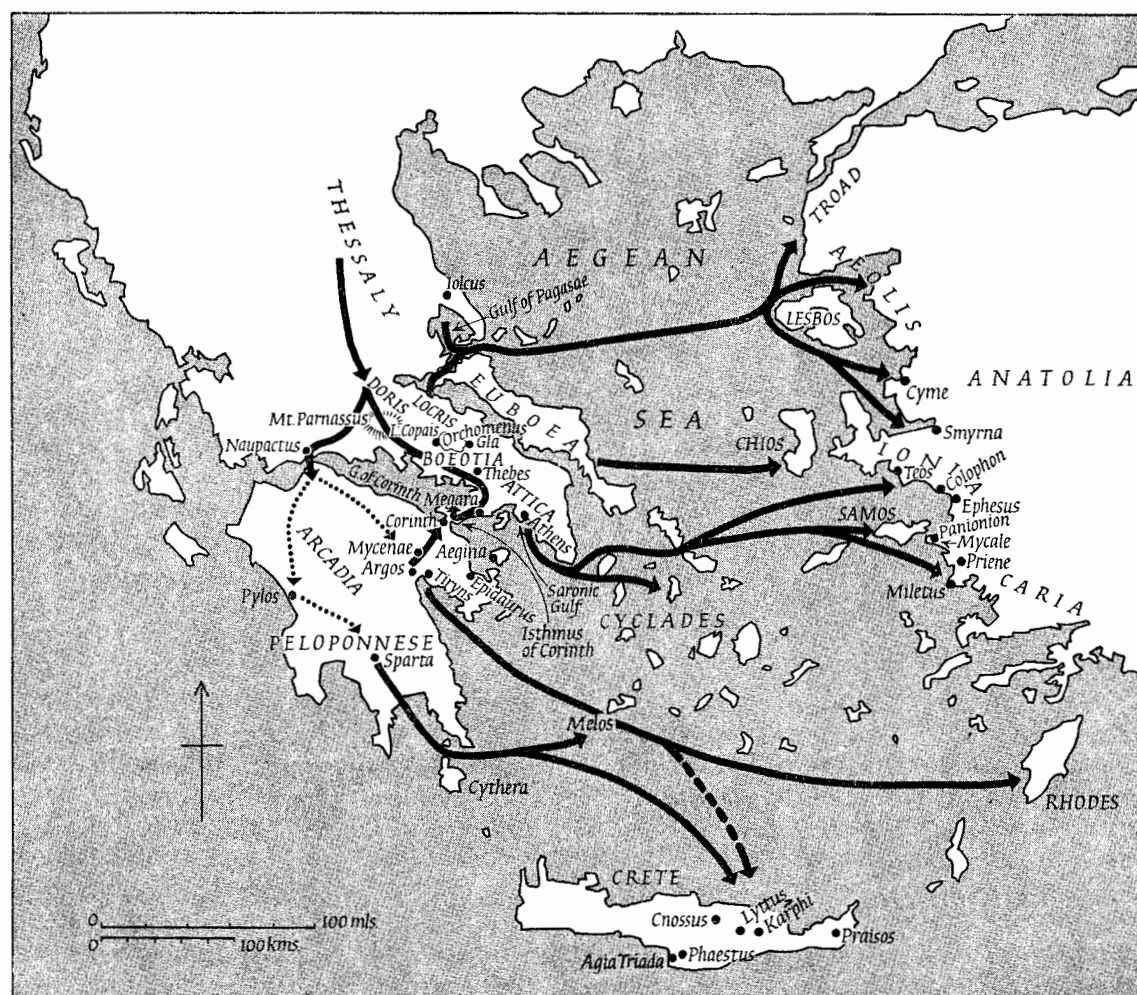 THESSALY
TROAD
AEGEAN
AEOLIS
Iolcus
Gulf of Pagasae
LESBOS
DORIS
LOCRIS
EUBOEA
SEA
ANATOLIA
Cyme
Mt. Parnassus
L. Copais
Orchomenus
Gla
Naupactus
BOEOTIA
Thebes
CHIOS
Smyrna
IONIA
Teos
Colophon
Ephesus
G. of Corinth
Megara
ATTICA
Athens
Corinth
SAMOS
Panionion
Mycale
Priene
Miletus
CARIA
ARCADIA
Mycenae
Argos
Aegina
Tiryns
Epidaurus
Saronic
Gulf
Isthmus
of Corinth
CYCLADES
Pylos
PELOPONNESE
Sparta
Melos
Cythera
RHODES
CRETE
Cnossus
Lyttus
Karphi
Praisos
Agia Triada
Phaestus
0 100 mls.
0 100 kms.